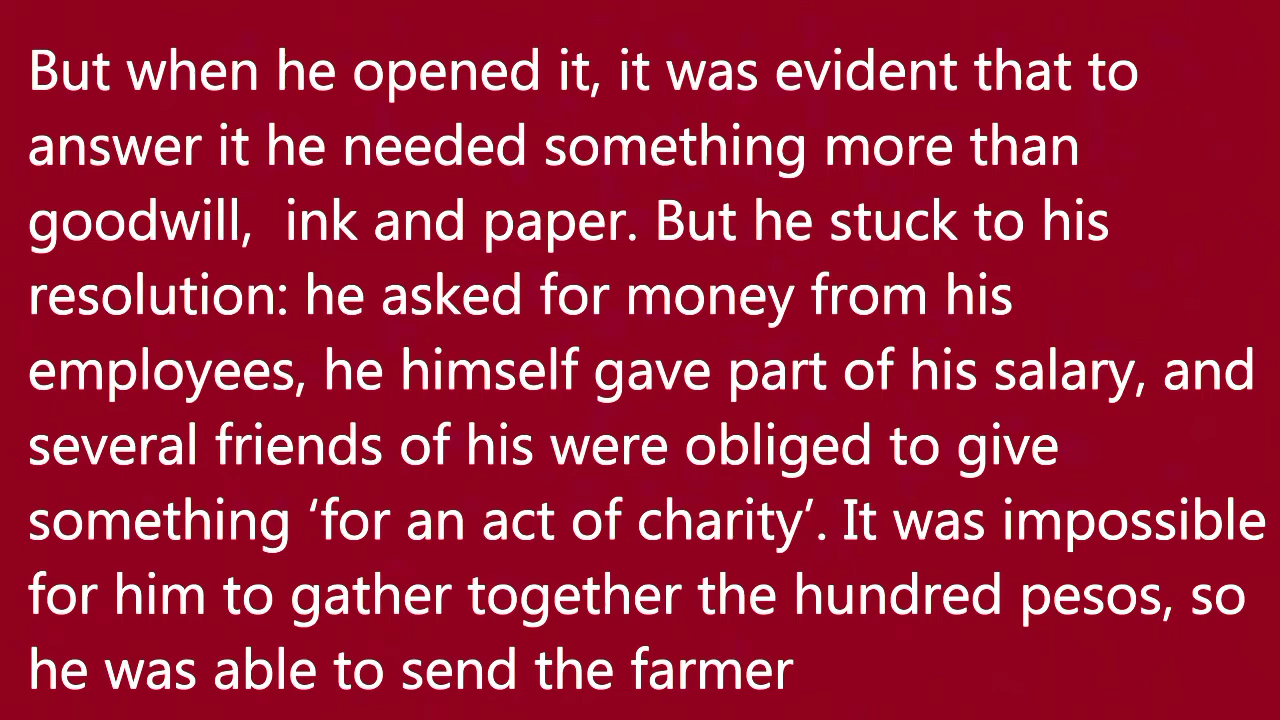 But when he opened it, it was evident that to
answer it he needed something more than
goodwill,  ink and paper. But he stuck to his
resolution: he asked for money from his
employees, he himself gave part of his salary, and
several friends of his were obliged to give
something ‘for an act of charity’. It was impossible
for him to gather together the hundred pesos, so
he was able to send the farmer